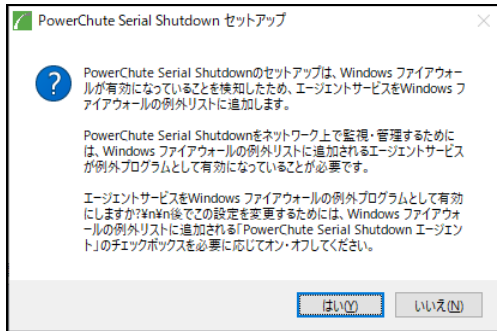 PowerChute Serial Shutdown セットアップ
PowerChute Serial Shutdownのセットアップは、Windows ファイアウォー
ルが有効になっていることを検知したため、エージェントサービスをWindows フ
ァイアウォールの例外リストに追加します。
PowerChute Serial Shutdownをネットワーク上で監視・管理するために
は、Windows ファイアウォールの例外リストに追加されるエージェントサービス
が例外プログラムとして有効になっていることが必要です。
エージェントサービスをWindows ファイアウォールの例外プログラムとして有効
にしますか?¥n¥n後でこの設定を変更するためには、Windows ファイアウォ
ールの例外リストに追加される「PowerChute Serial Shutdown エージェン
ト」のチェックボックスを必要に応じてオン・オフしてください。
はい(Y) いいえ(N)